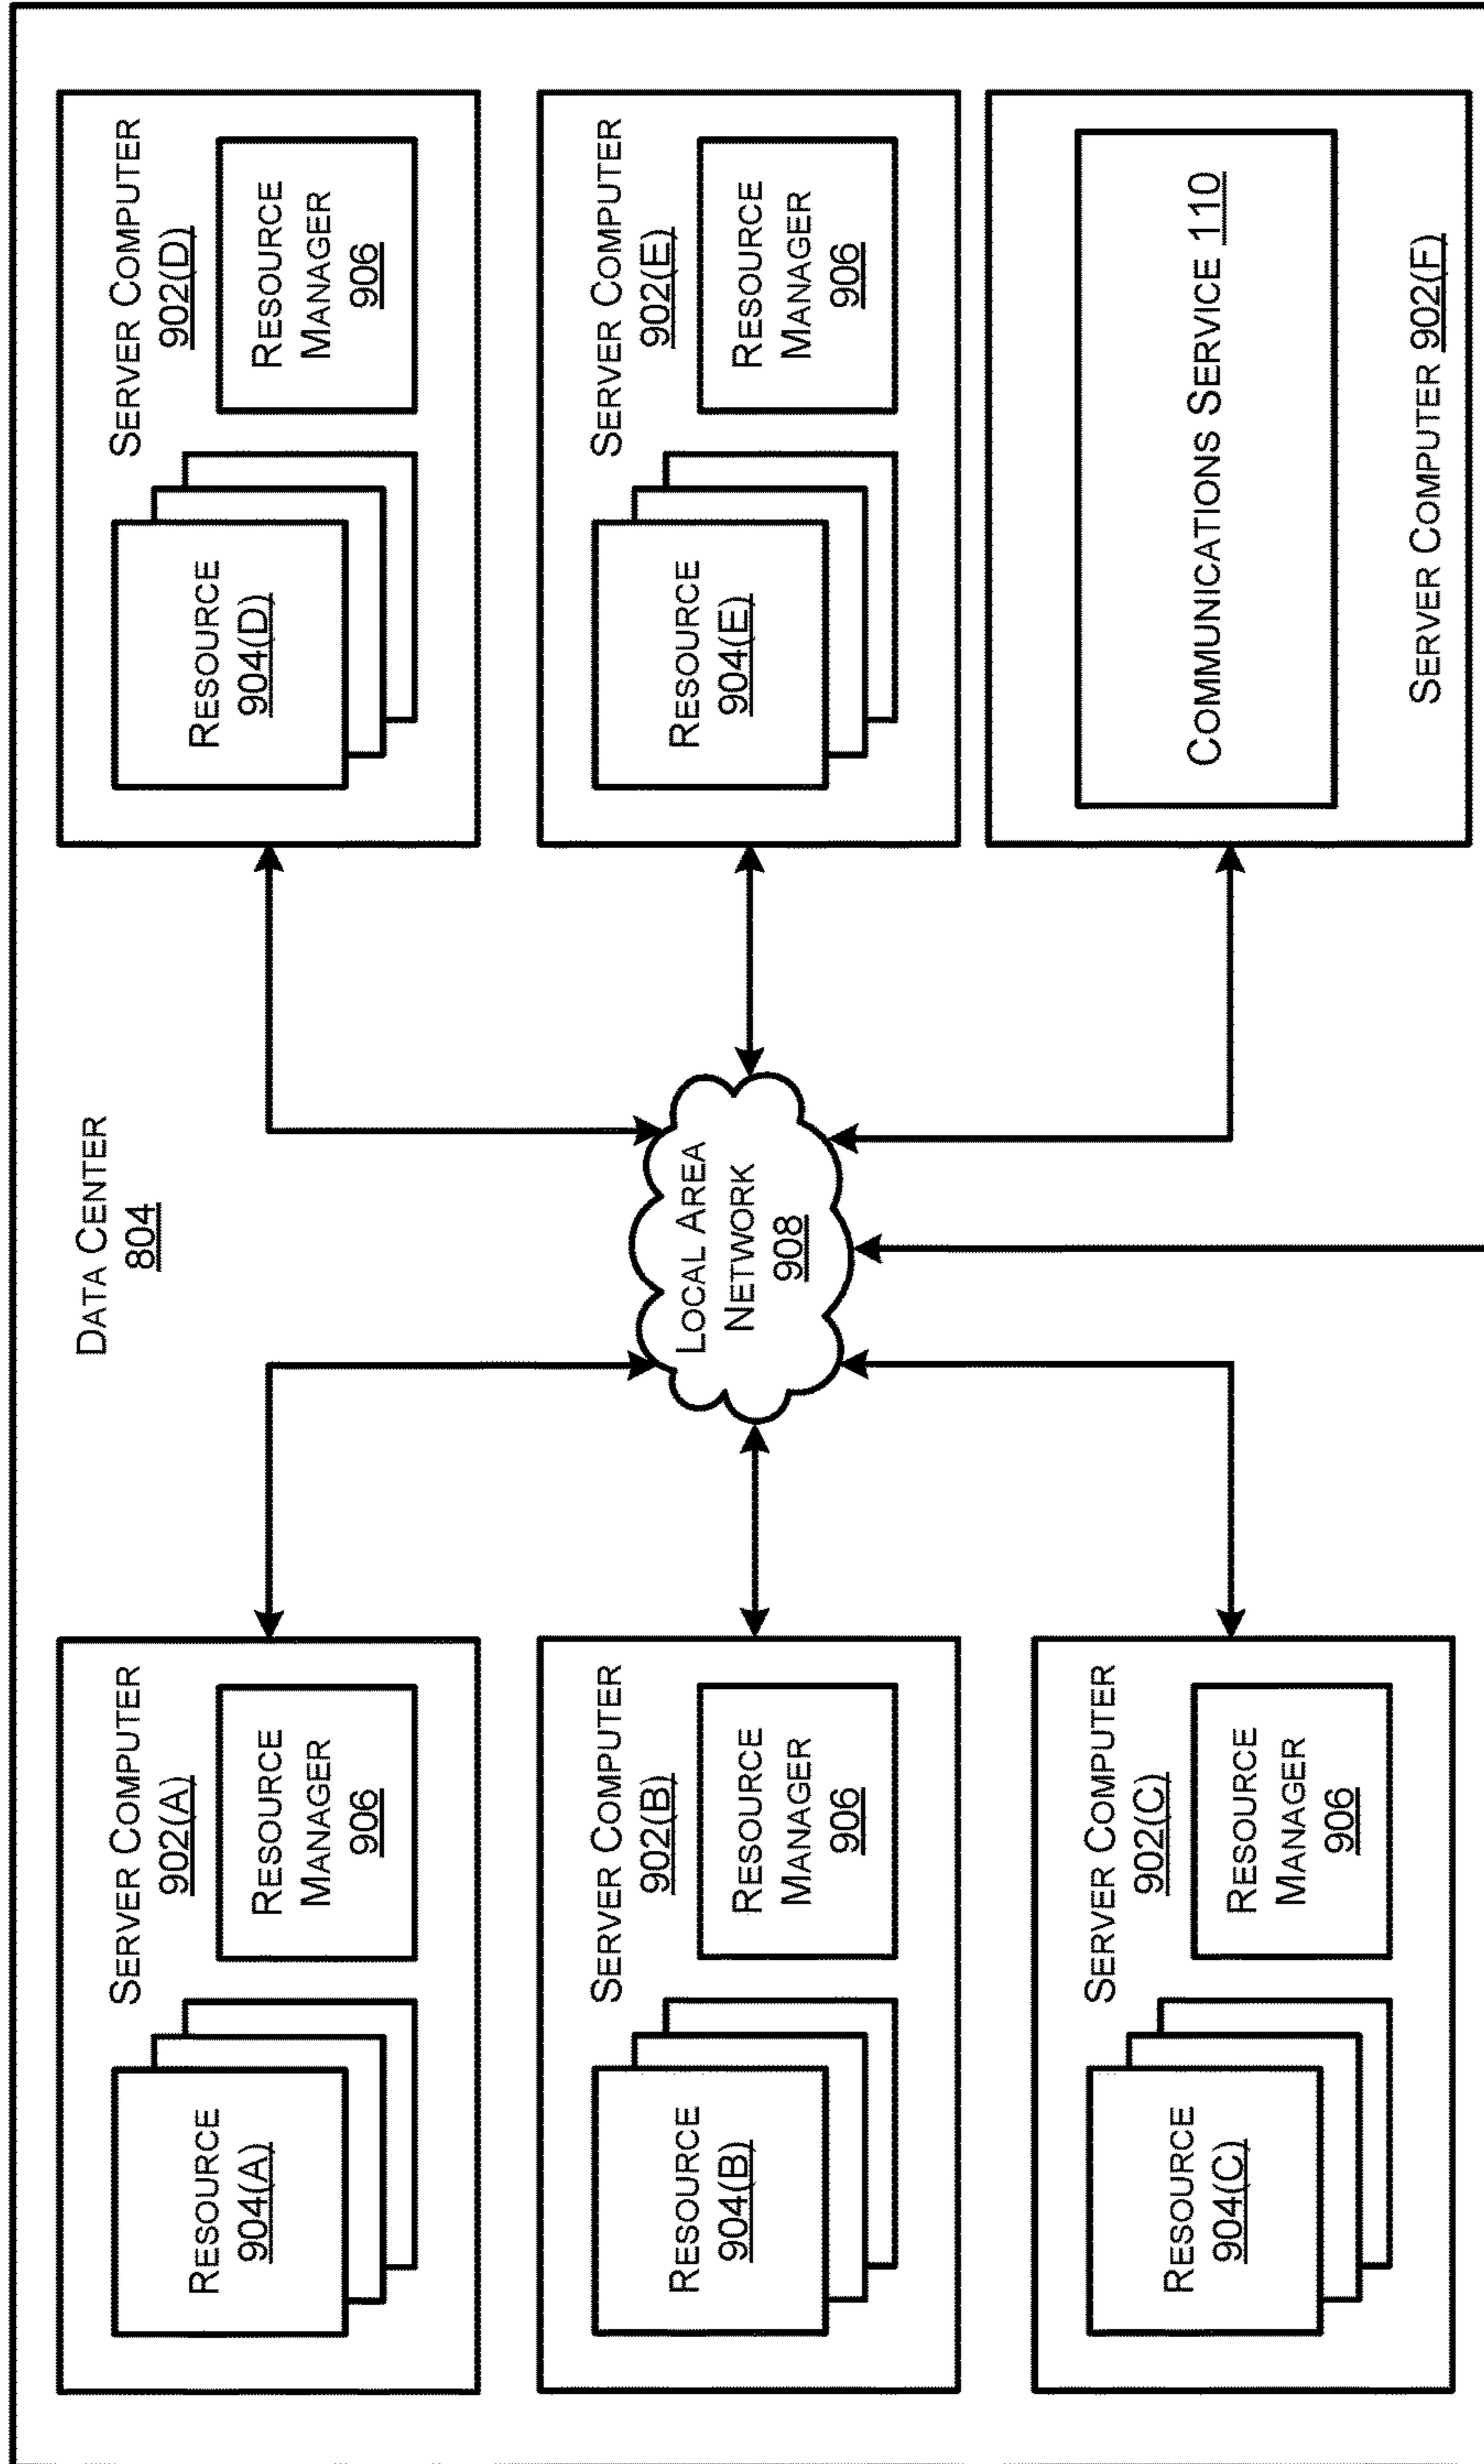 DATA CENTER
804
SERVER COMPUTER
902(A)
RESOURCE
904(A)
RESOURCE
MANAGER
906
SERVER COMPUTER
902(D)
RESOURCE
904(D)
RESOURCE
MANAGER
906
SERVER COMPUTER
902(B)
RESOURCE
904(B)
RESOURCE
MANAGER
906
LOCAL AREA
NETWORK
908
SERVER COMPUTER
902(E)
RESOURCE
904(E)
RESOURCE
MANAGER
906
SERVER COMPUTER
902(C)
RESOURCE
904(C)
RESOURCE
MANAGER
906
COMMUNICATIONS SERVICE 110
SERVER COMPUTER 902(F)